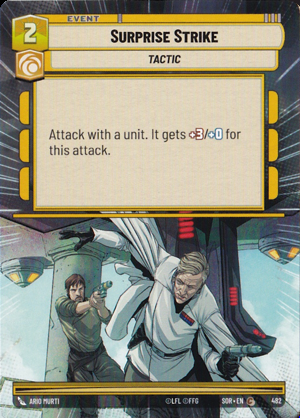 EVENT
2
SURPRISE STRIKE
TACTIC
Attack with a unit. It gets +3/+0 for
this attack.
ARIO MURTI
©LFL ©FFG
SOR • EN
482